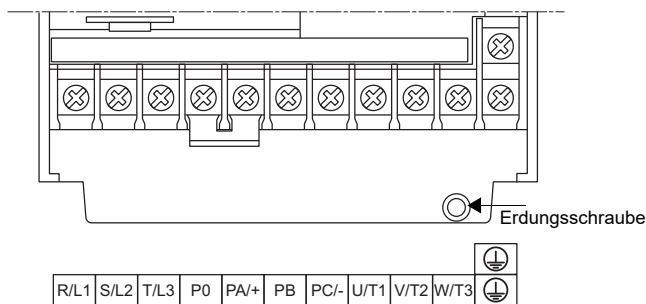 Erdungsschraube
R/L1 S/L2 T/L3 P0 PA/+ PB PC/- U/T1 V/T2 W/T3